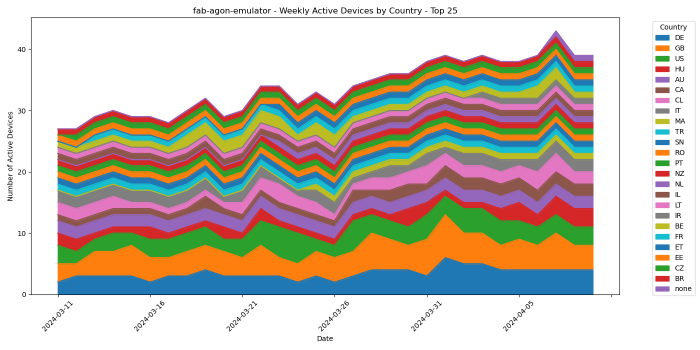 fab-agon-emulator - Weekly Active Devices by Country - Top 25
Number of Active Devices
40
30
20
10
0
2024-03-11
2024-03-16
2024-03-21
2024-03-26
2024-03-31
2024-04-05
Date
Country
DE
GB
US
HU
AU
CA
CL
IT
MA
TR
SN
RO
PT
NZ
NL
IL
LT
IR
BE
FR
ET
EE
CZ
BR
none